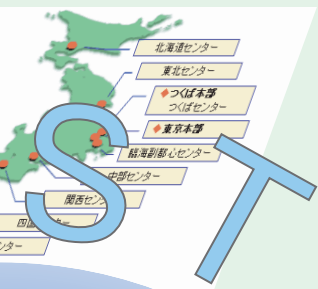 北海道センター
東北センター
◆つくば本部
つくばセンター
◆東京本部
臨海副都心センター
中部センター
関西セン
四国
ンター
S T